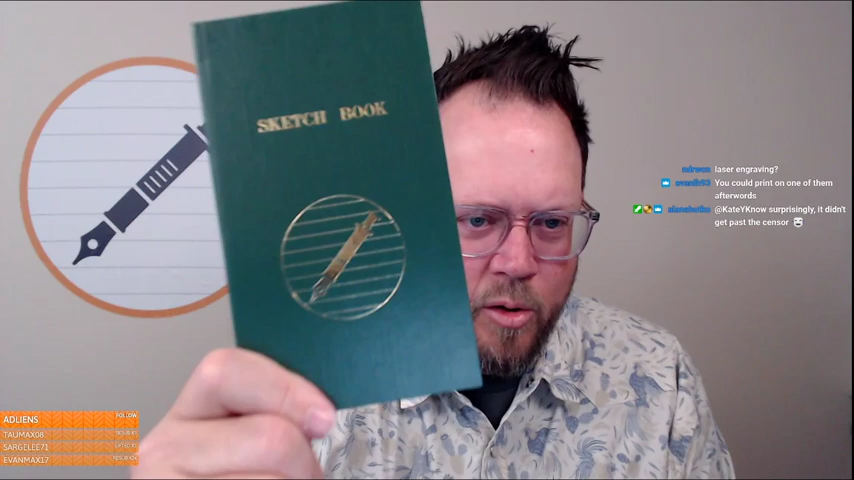 SKETCH BOOK
laser engraving?
You could print on one of them
afterwords
@KateYKnow surprisingly, it didn't
get past the censor
ADLIENS
FOLLOW
TAUMAX08
SARGELEE71
EVANMAX17